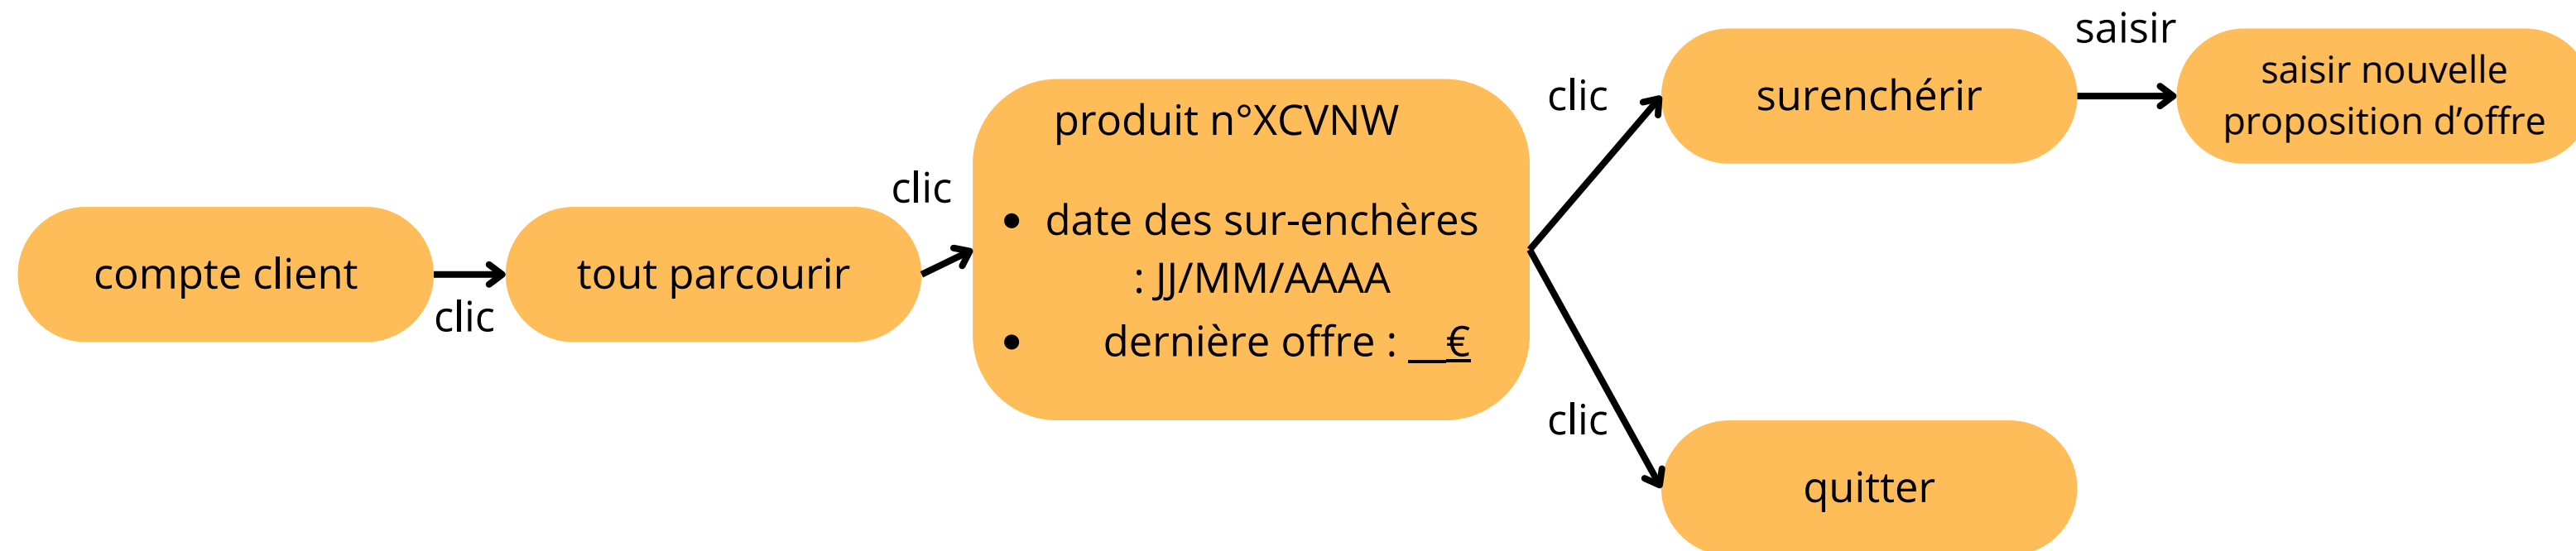 compte client
clic
tout parcourir
clic
produit n°XCVNW
• date des sur-enchères
: JJ/MM/AAAA
• dernière offre : __€
clic
surenchérir
saisir
saisir nouvelle
proposition d’offre
clic
quitter